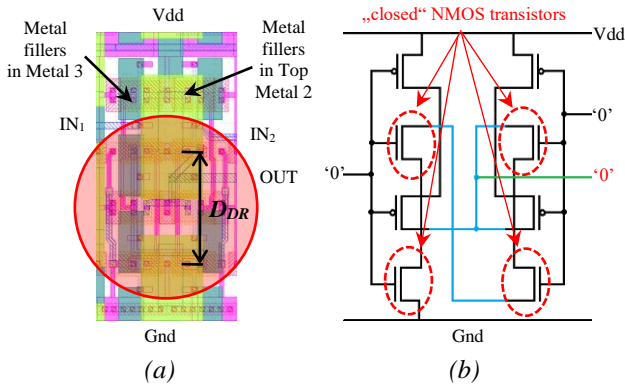 Vdd
Metal
fillers
in Metal 3
Metal
fillers
in Top
Metal 2
IN₁
IN₂
OUT
D_DR
Gnd
(a)
„closed“ NMOS transistors
Vdd
‘0’
‘0’
‘0’
Gnd
(b)